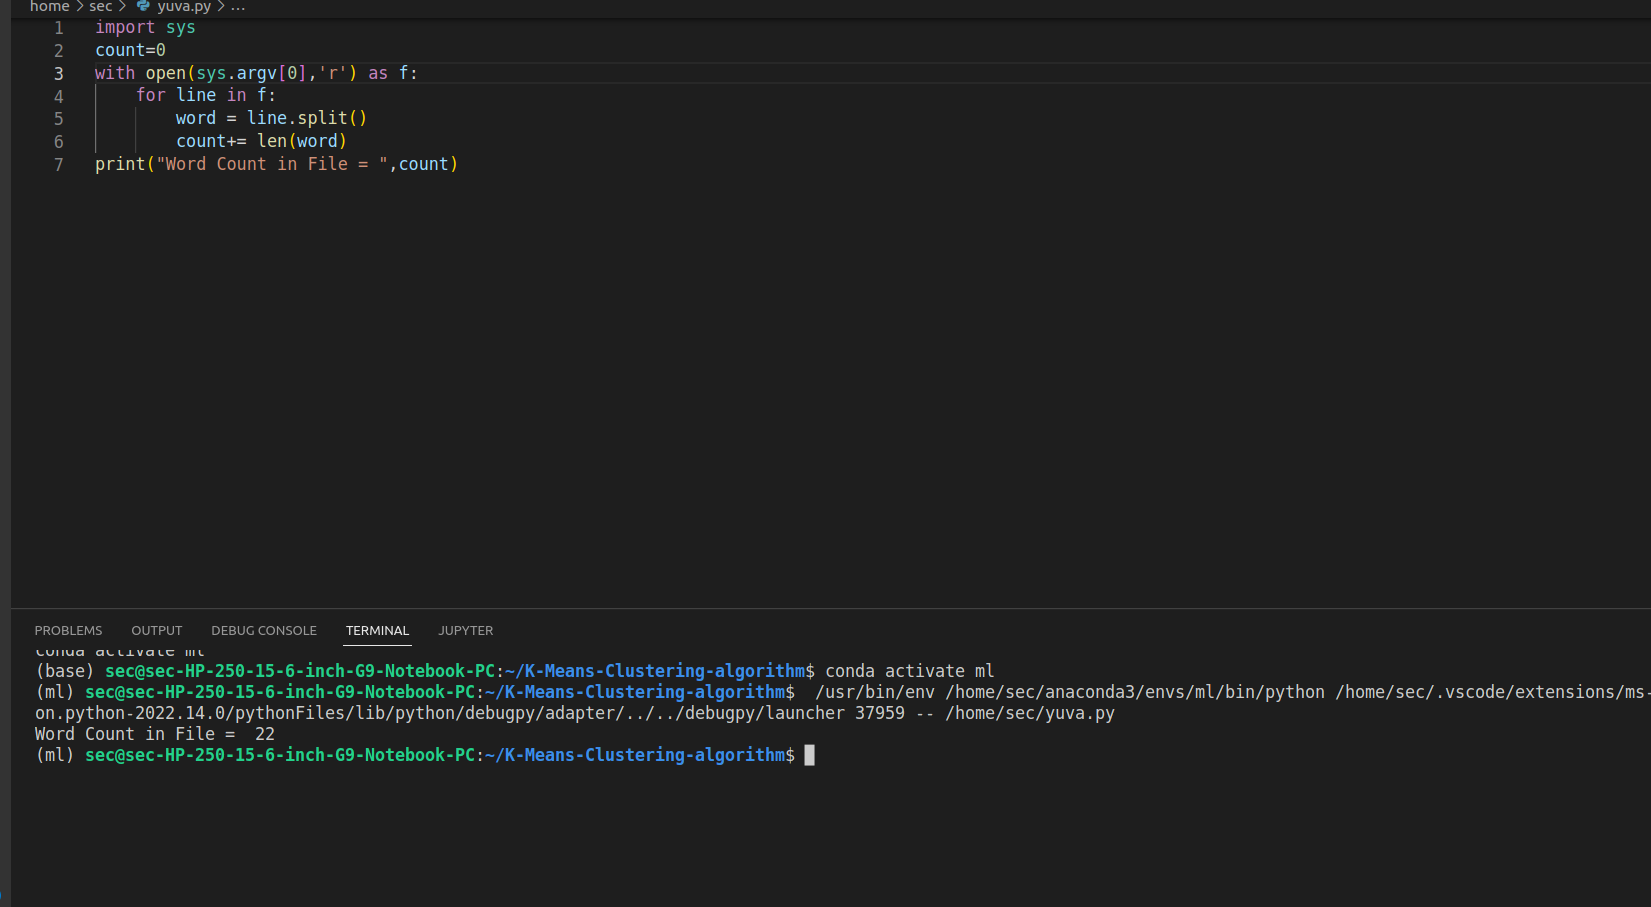 home > sec > yuva.py > ...
1 import sys
2 count=0
3 with open(sys.argv[0],'r') as f:
4     for line in f:
5         word = line.split()
6         count+= len(word)
7 print("Word Count in File = ",count)
PROBLEMS OUTPUT DEBUG CONSOLE TERMINAL JUPYTER
conda activate ml
(base) sec@sec-HP-250-15-6-inch-G9-Notebook-PC:~/K-Means-Clustering-algorithm$ conda activate ml
(ml) sec@sec-HP-250-15-6-inch-G9-Notebook-PC:~/K-Means-Clustering-algorithm$  /usr/bin/env /home/sec/anaconda3/envs/ml/bin/python /home/sec/.vscode/extensions/ms-
on.python-2022.14.0/pythonFiles/lib/python/debugpy/adapter/../../debugpy/launcher 37959 -- /home/sec/yuva.py
Word Count in File =  22
(ml) sec@sec-HP-250-15-6-inch-G9-Notebook-PC:~/K-Means-Clustering-algorithm$